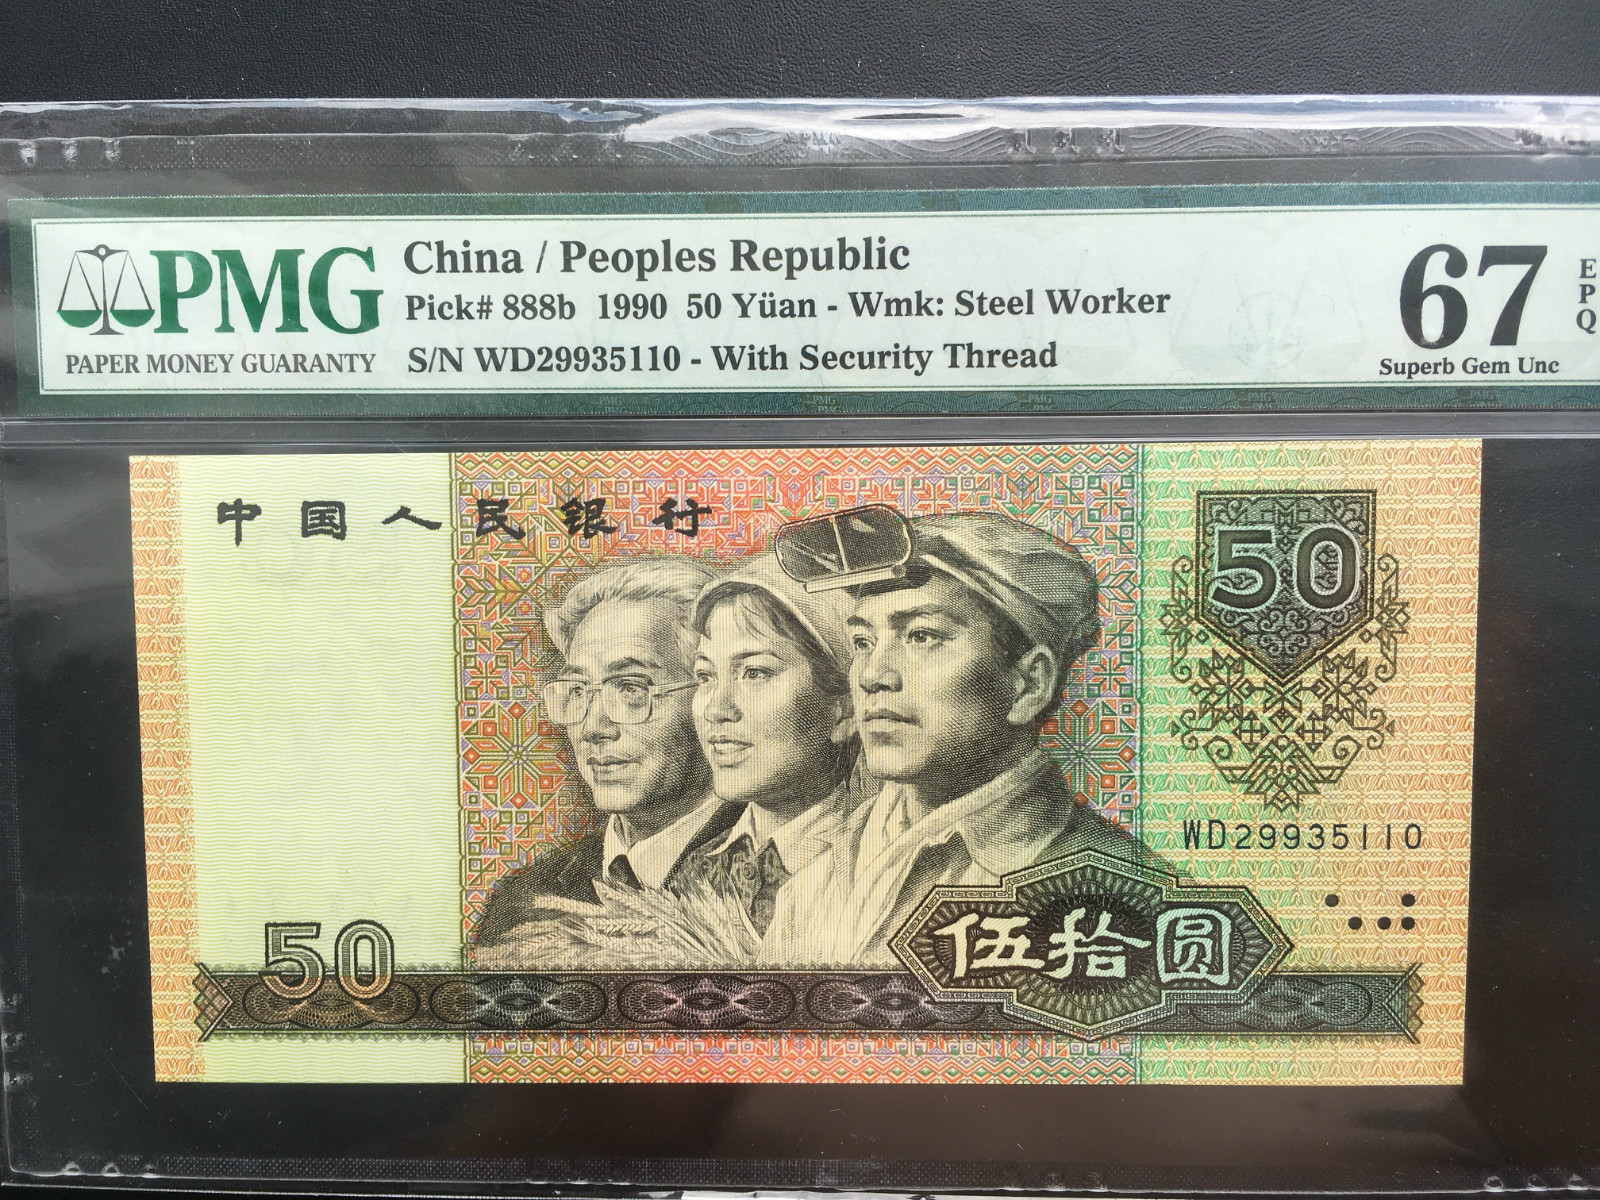 PMG
PAPER MONEY GUARANTY
China / Peoples Republic
Pick# 888b 1990 50 Yüan - Wmk: Steel Worker
S/N WD29935110 - With Security Thread
67
EPQ
Superb Gem Unc
中国人民银行
50
WD29935110
50
伍拾圆